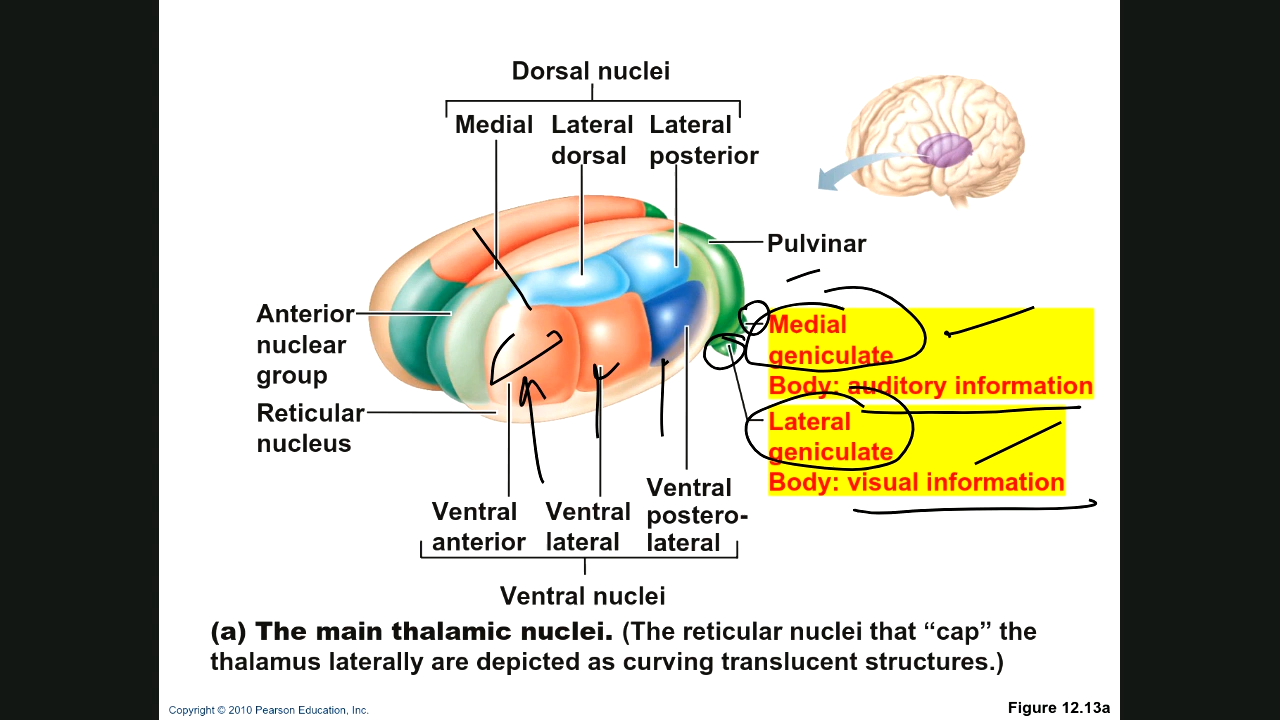 Dorsal nuclei
Medial
Lateral
dorsal
Lateral
posterior
Pulvinar
Medial
geniculate
Body: auditory information
Lateral
geniculate
Body: visual information
Anterior
nuclear
group
Reticular
nucleus
Ventral
anterior
Ventral
lateral
Ventral
postero-
lateral
Ventral nuclei
(a) The main thalamic nuclei. (The reticular nuclei that “cap” the
thalamus laterally are depicted as curving translucent structures.)
Copyright © 2010 Pearson Education, Inc.
Figure 12.13a